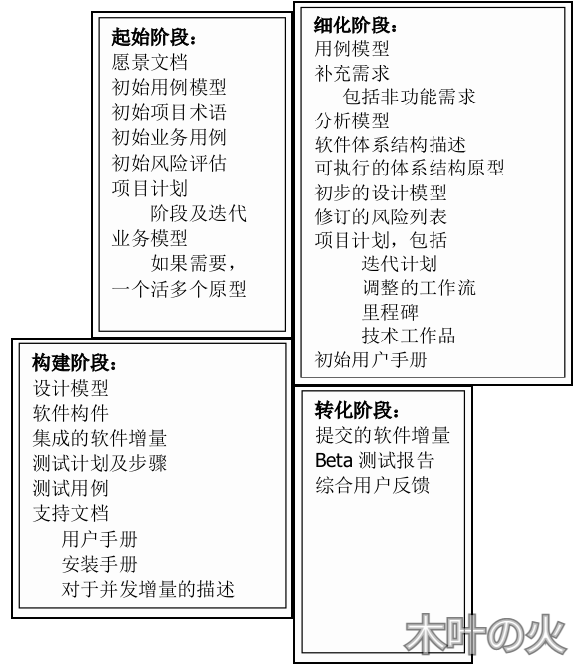 起始阶段：
愿景文档
初始用例模型
初始项目术语
初始业务用例
初始风险评估
项目计划
阶段及迭代
业务模型
如果需要，
一个活多个原型
细化阶段：
用例模型
补充需求
包括非功能需求
分析模型
软件体系结构描述
可执行的体系结构原型
初步的设计模型
修订的风险列表
项目计划，包括
迭代计划
调整的工作流
里程碑
技术工作品
初始用户手册
构建阶段：
设计模型
软件构件
集成的软件增量
测试计划及步骤
测试用例
支持文档
用户手册
安装手册
对于并发增量的描述
转化阶段：
提交的软件增量
Beta 测试报告
综合用户反馈
木叶の火